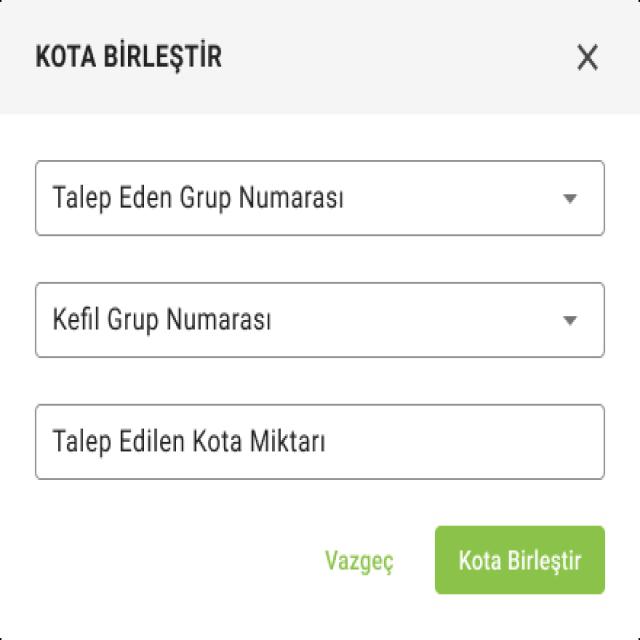 KOTA BİRLEŞTİR
Talep Eden Grup Numarası
Kefil Grup Numarası
Talep Edilen Kota Miktarı
Vazgeç
Kota Birleştir